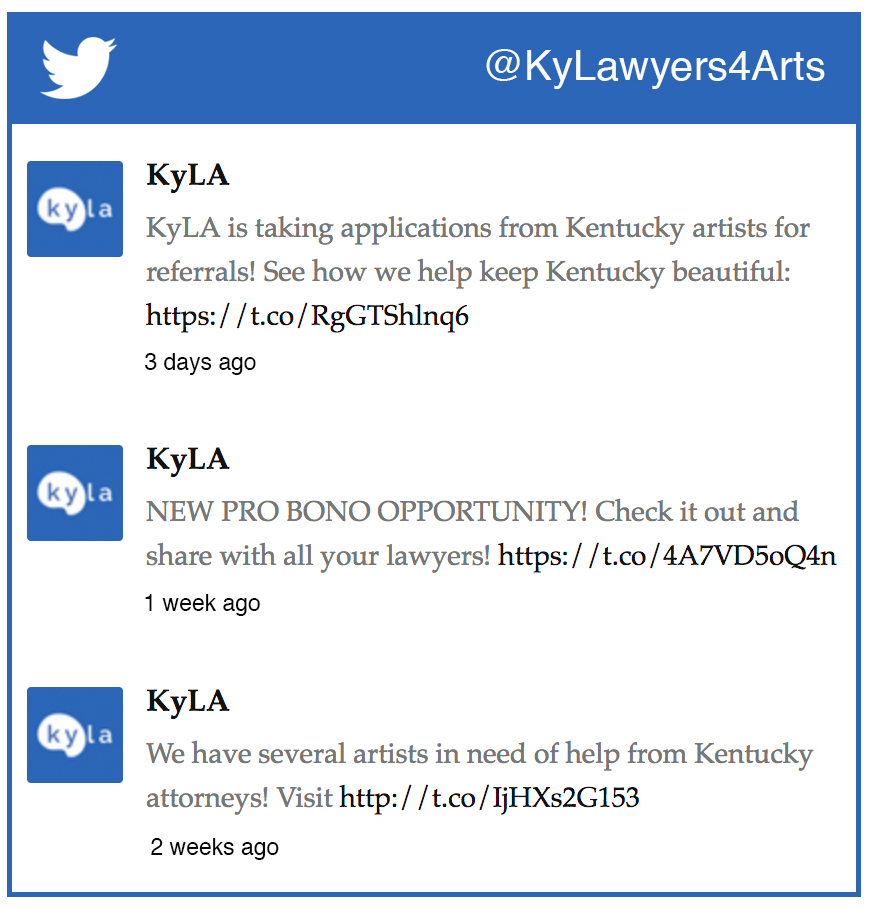 @KyLawyers4Arts
kyla
KyLA
KyLA is taking applications from Kentucky artists for
referrals! See how we help keep Kentucky beautiful:
https://t.co/RgGTShlnq6
3 days ago
kyla
KyLA
NEW PRO BONO OPPORTUNITY! Check it out and
share with all your lawyers! https://t.co/4A7VD5oQ4n
1 week ago
kyla
KyLA
We have several artists in need of help from Kentucky
attorneys! Visit http://t.co/IjHXs2G153
2 weeks ago